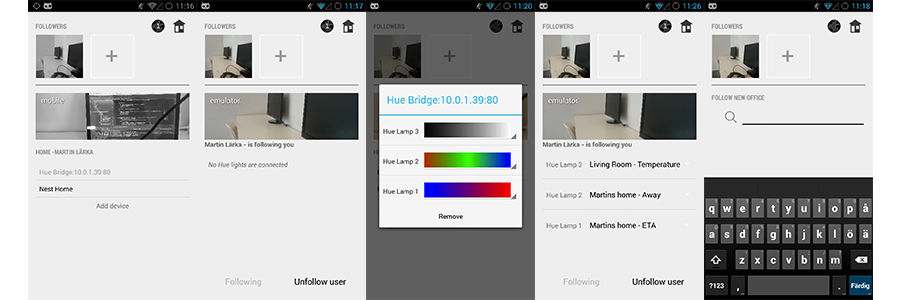 11:16
FOLLOWERS
+
mobile
HOME -MARTIN LÄRKA
Hue Bridge:10.0.1.39:80
Nest Home
Add device
11:17
FOLLOWERS
+
emulator
Martin Lärka - is following you
No Hue lights are connected
Following Unfollow user
11:20
FOLLOWERS
+
Hue Bridge:10.0.1.39:80
Hue Lamp 3
Hue Lamp 2
Hue Lamp 1
Remove
11:26
FOLLOWERS
+
emulator
Martin Lärka - is following you
Hue Lamp 3 Living Room - Temperature
Hue Lamp 2 Martins home - Away
Hue Lamp 1 Martins home - ETA
Following Unfollow user
11:18
FOLLOWERS
+
FOLLOW NEW OFFICE
q w e r t y u i o p å
a s d f g h j k l ö ä
z x c v b n m
?123 , . Färdig